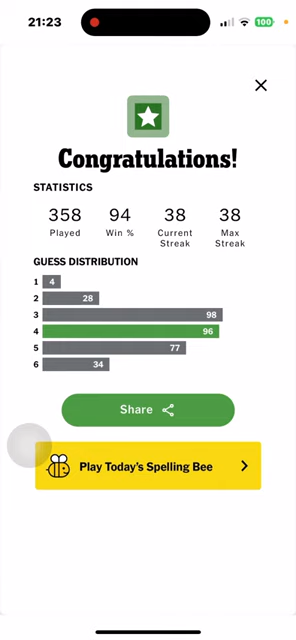 21:23
100
Congratulations!
STATISTICS
358 94 38 38
Played Win % Current Streak Max Streak
GUESS DISTRIBUTION
1 4
2 28
3 98
4 96
5 77
6 34
Share
Play Today's Spelling Bee